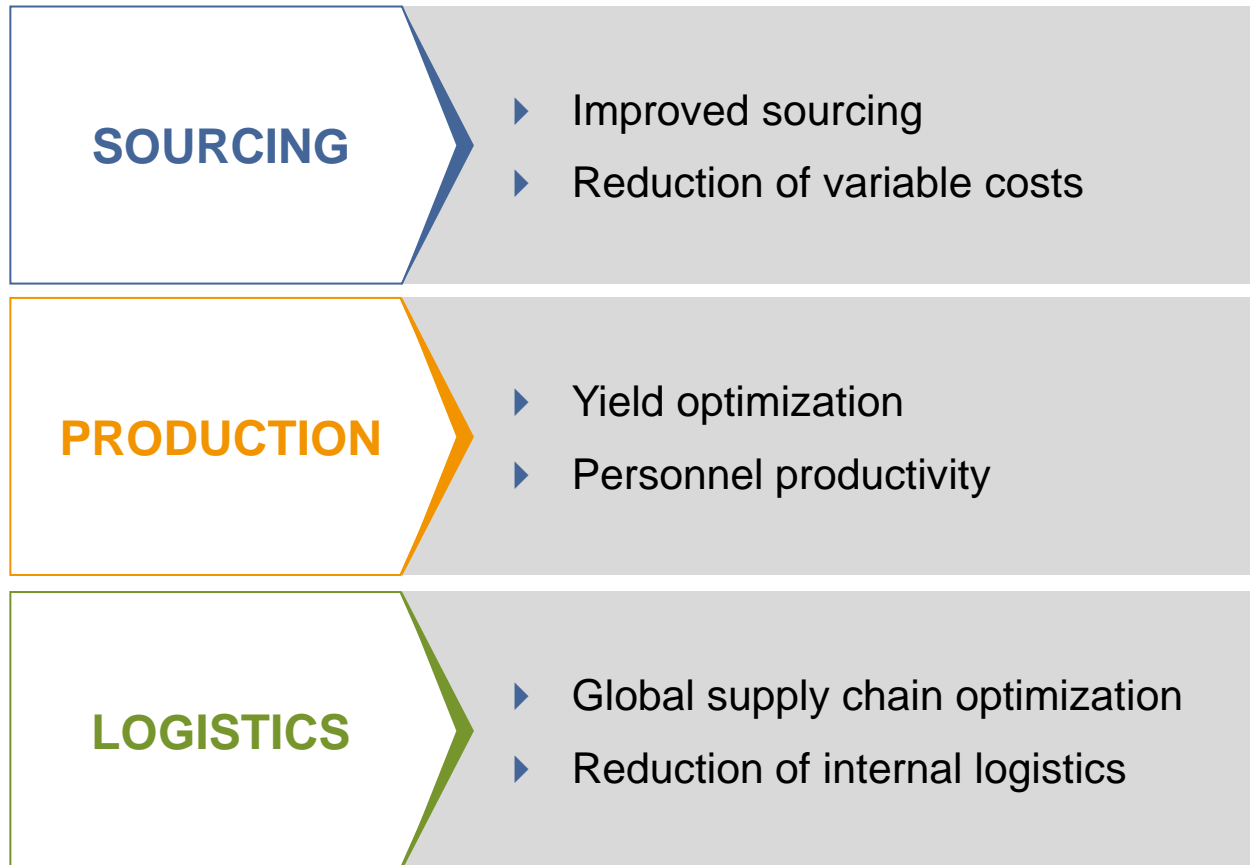 SOURCING
Improved sourcing
Reduction of variable costs
PRODUCTION
Yield optimization
Personnel productivity
LOGISTICS
Global supply chain optimization
Reduction of internal logistics